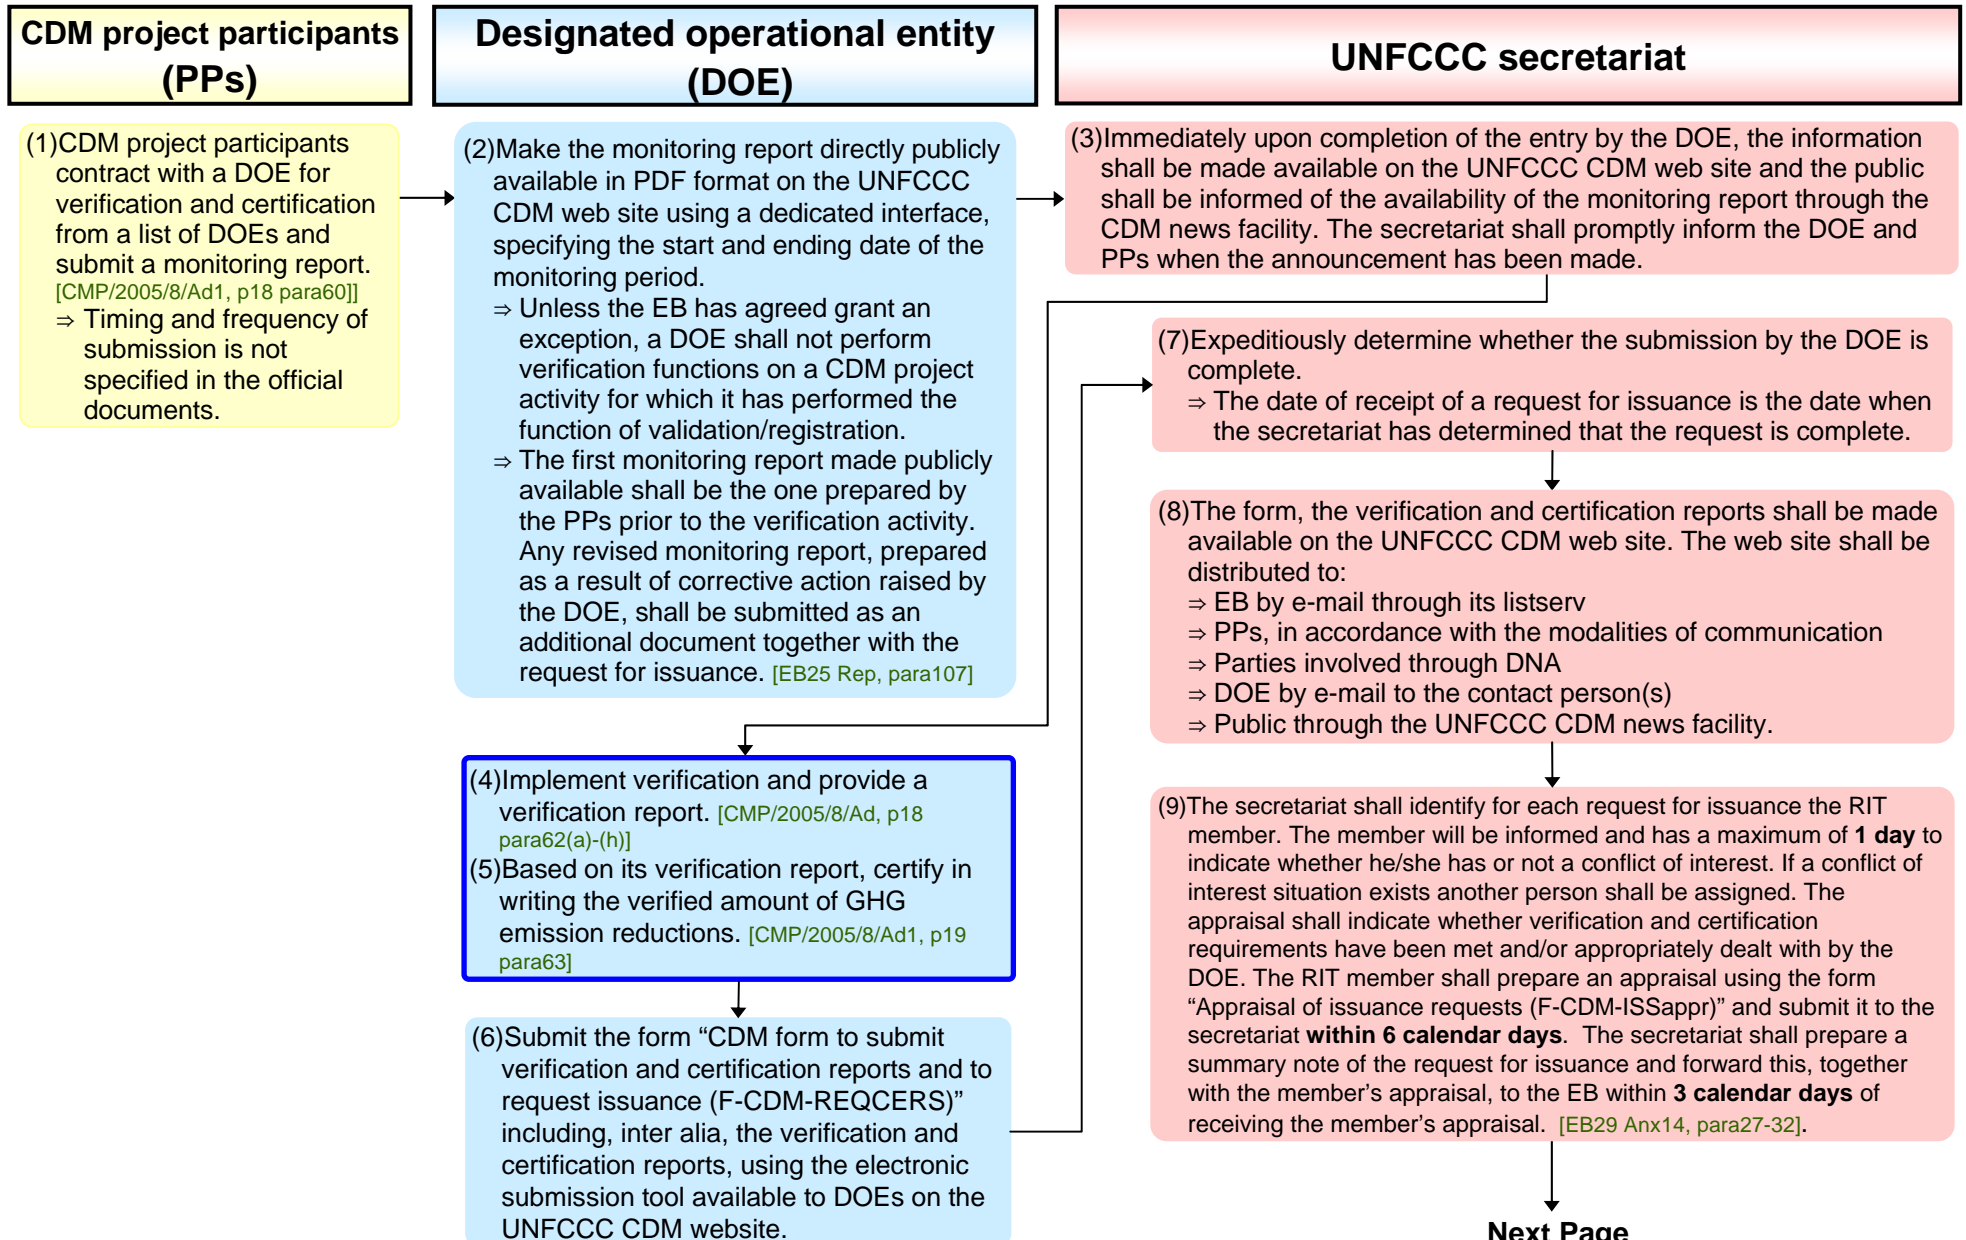 CDM project participants
(PPs)
Designated operational entity
(DOE)
UNFCCC secretariat
(1)CDM project participants
contract with a DOE for
verification and certification
from a list of DOEs and
submit a monitoring report.
[CMP/2005/8/Ad1, p18 para60]]
⇒ Timing and frequency of
submission is not
specified in the official
documents.
(2)Make the monitoring report directly publicly
available in PDF format on the UNFCCC
CDM web site using a dedicated interface,
specifying the start and ending date of the
monitoring period.
⇒ Unless the EB has agreed grant an
exception, a DOE shall not perform
verification functions on a CDM project
activity for which it has performed the
function of validation/registration.
⇒ The first monitoring report made publicly
available shall be the one prepared by
the PPs prior to the verification activity.
Any revised monitoring report, prepared
as a result of corrective action raised by
the DOE, shall be submitted as an
additional document together with the
request for issuance. [EB25 Rep, para107]
(3)Immediately upon completion of the entry by the DOE, the information
shall be made available on the UNFCCC CDM web site and the public
shall be informed of the availability of the monitoring report through the
CDM news facility. The secretariat shall promptly inform the DOE and
PPs when the announcement has been made.
(4)Implement verification and provide a
verification report. [CMP/2005/8/Ad, p18
para62(a)-(h)]
(5)Based on its verification report, certify in
writing the verified amount of GHG
emission reductions. [CMP/2005/8/Ad1, p19
para63]
(6)Submit the form “CDM form to submit
verification and certification reports and to
request issuance (F-CDM-REQCERS)”
including, inter alia, the verification and
certification reports, using the electronic
submission tool available to DOEs on the
UNFCCC CDM website.
(7)Expeditiously determine whether the submission by the DOE is
complete.
⇒ The date of receipt of a request for issuance is the date when
the secretariat has determined that the request is complete.
(8)The form, the verification and certification reports shall be made
available on the UNFCCC CDM web site. The web site shall be
distributed to:
⇒ EB by e-mail through its listserv
⇒ PPs, in accordance with the modalities of communication
⇒ Parties involved through DNA
⇒ DOE by e-mail to the contact person(s)
⇒ Public through the UNFCCC CDM news facility.
(9)The secretariat shall identify for each request for issuance the RIT
member. The member will be informed and has a maximum of 1 day to
indicate whether he/she has or not a conflict of interest. If a conflict of
interest situation exists another person shall be assigned. The
appraisal shall indicate whether verification and certification
requirements have been met and/or appropriately dealt with by the
DOE. The RIT member shall prepare an appraisal using the form
“Appraisal of issuance requests (F-CDM-ISSappr)” and submit it to the
secretariat within 6 calendar days.  The secretariat shall prepare a
summary note of the request for issuance and forward this, together
with the member’s appraisal, to the EB within 3 calendar days of
receiving the member’s appraisal.  [EB29 Anx14, para27-32].
Next Page